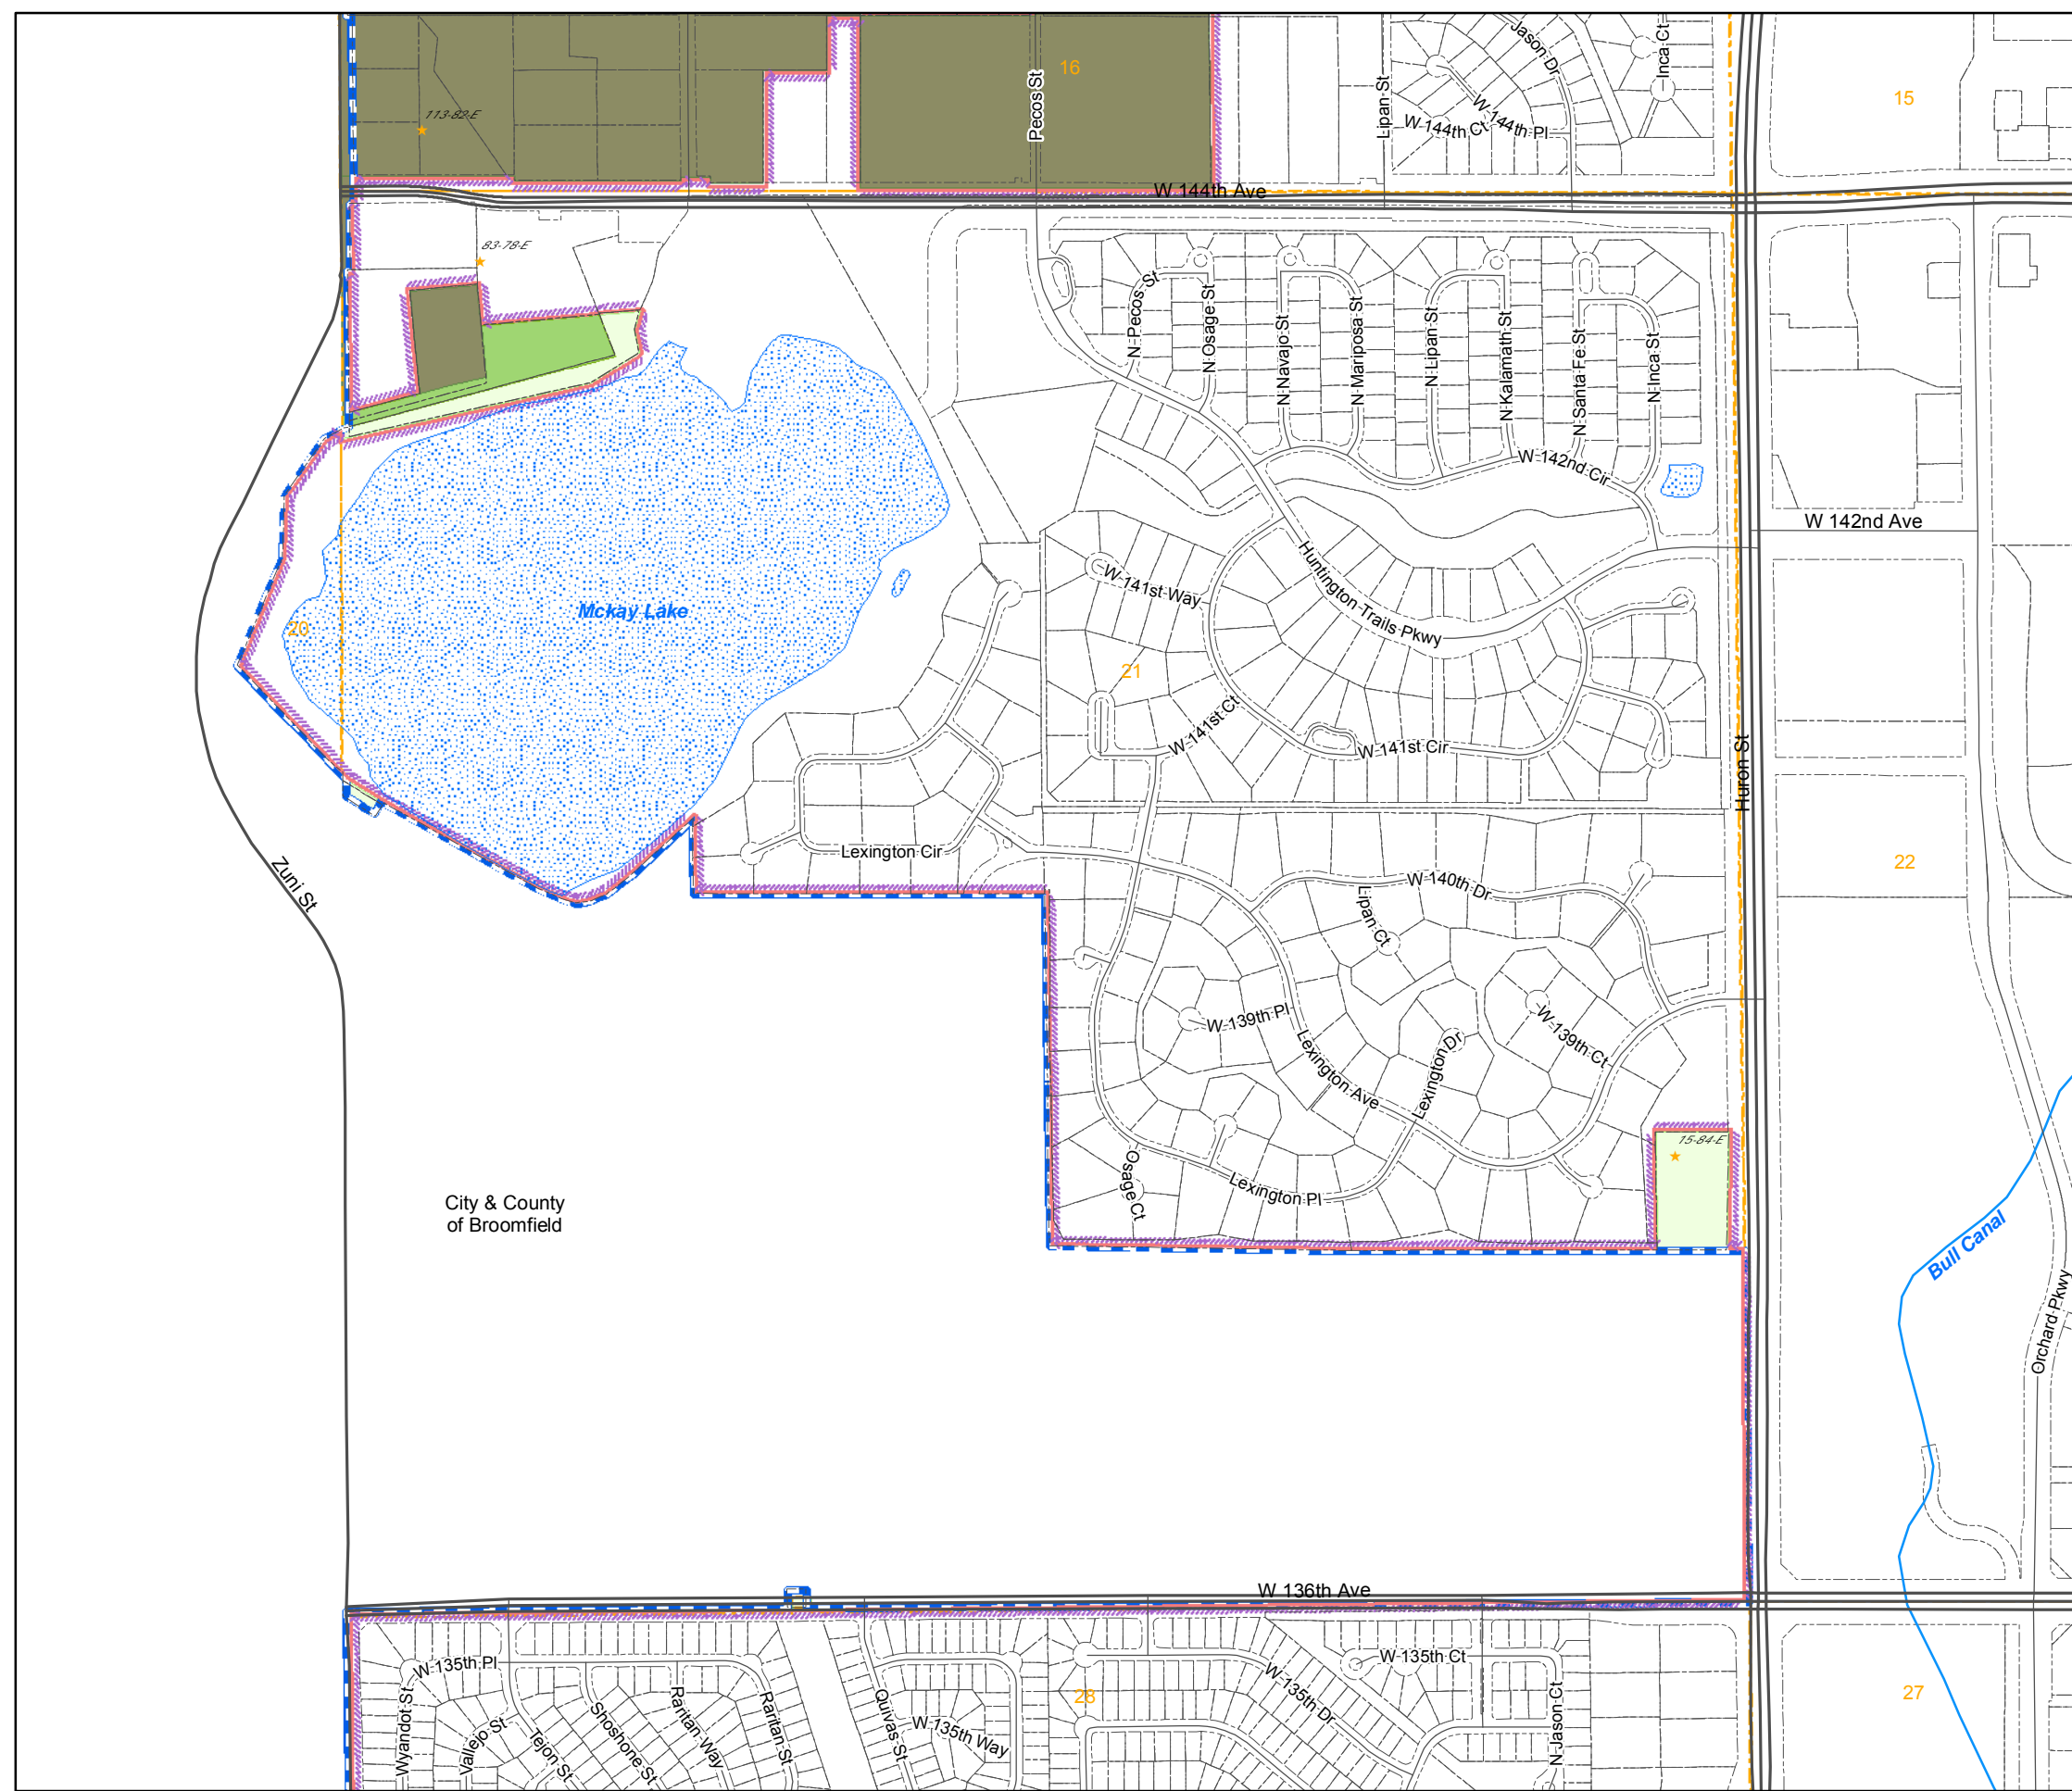 Jason Dr
Inca Ct
16
15
Pecos St
Lipan St
113-82-E
W 144th Pl
W 144th Ct
W 144th Ave
83-78-E
N Pecos St
N Osage St
N Navajo St
N Mariposa St
N Lipan St
N Kalamath St
N Santa Fe St
N Inca St
W 142nd Cir
W 142nd Ave
Huntington Trails Pkwy
W 141st Way
Mckay Lake
20
21
W 141st Ct
W 141st Cir
Huron St
Lexington Cir
22
Zuni St
W 140th Dr
Lipan Ct
W 139th Pl
W 139th Ct
Lexington Ave
Lexington Dr
15-84-E
Osage Ct
Lexington Pl
City & County
of Broomfield
Bull Canal
Orchard Pkwy
W 136th Ave
W 135th Pl
W 135th Ct
W 135th Dr
28
27
Wyandot St
Vallejo St
Tejon St
Shoshone St
Raritan Way
Raritan St
Quivas St
W 135th Way
N Jason Ct